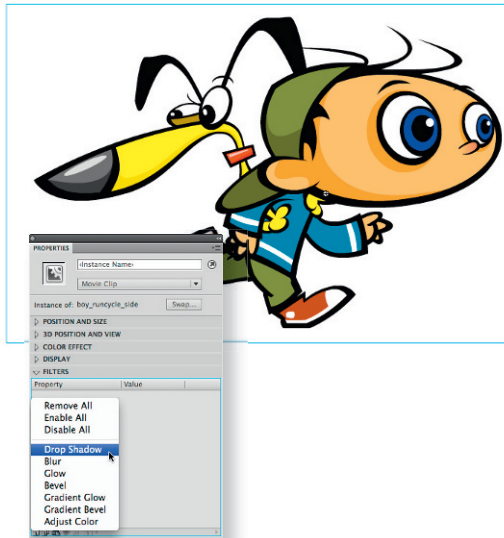 PROPERTIES
<Instance Name>
Movie Clip
Instance of: boy_runcycle_side Swap...
POSITION AND SIZE
3D POSITION AND VIEW
COLOR EFFECT
DISPLAY
FILTERS
Property Value
Remove All
Enable All
Disable All
Drop Shadow
Blur
Glow
Bevel
Gradient Glow
Gradient Bevel
Adjust Color